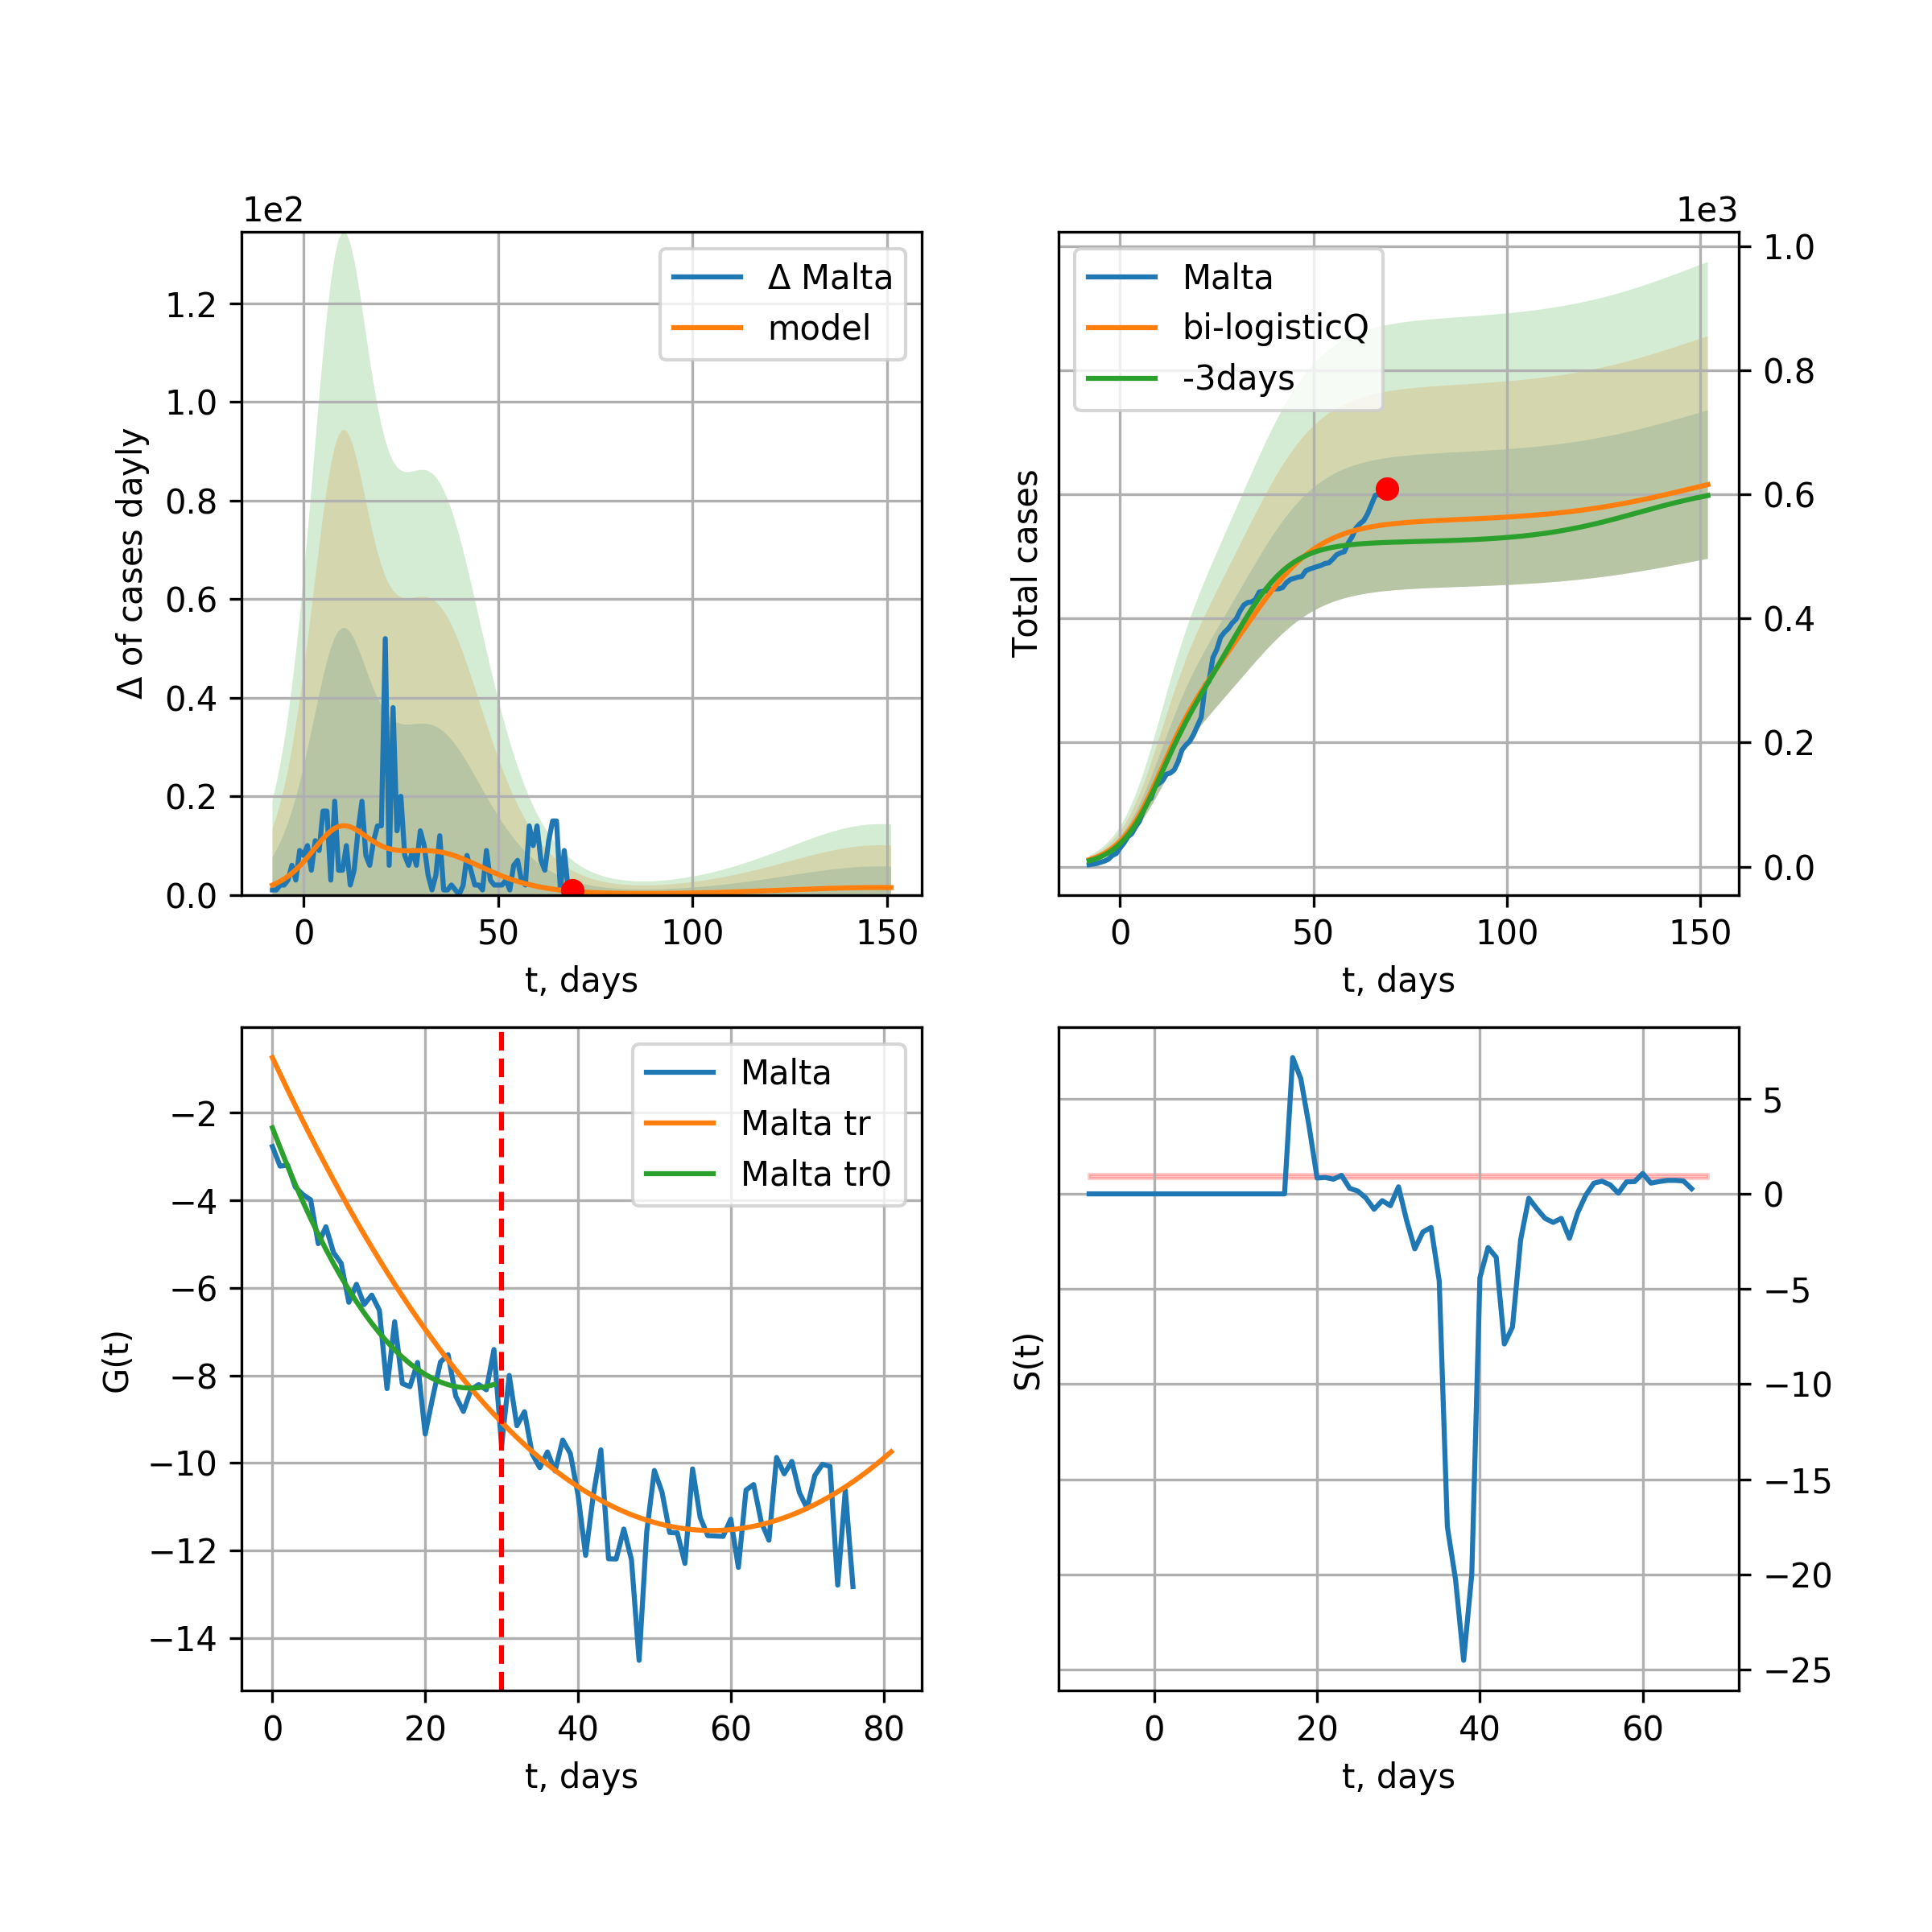 1e2
Δ of cases dayly
1.2
1.0
0.8
0.6
0.4
0.2
0.0
0 50 100 150
t, days
Δ Malta
model
1e3
Total cases
1.0
0.8
0.6
0.4
0.2
0.0
0 50 100 150
t, days
Malta
bi-logisticQ
-3days
G(t)
−2
−4
−6
−8
−10
−12
−14
0 20 40 60 80
t, days
Malta
Malta tr
Malta tr0
S(t)
5
0
−5
−10
−15
−20
−25
0 20 40 60
t, days